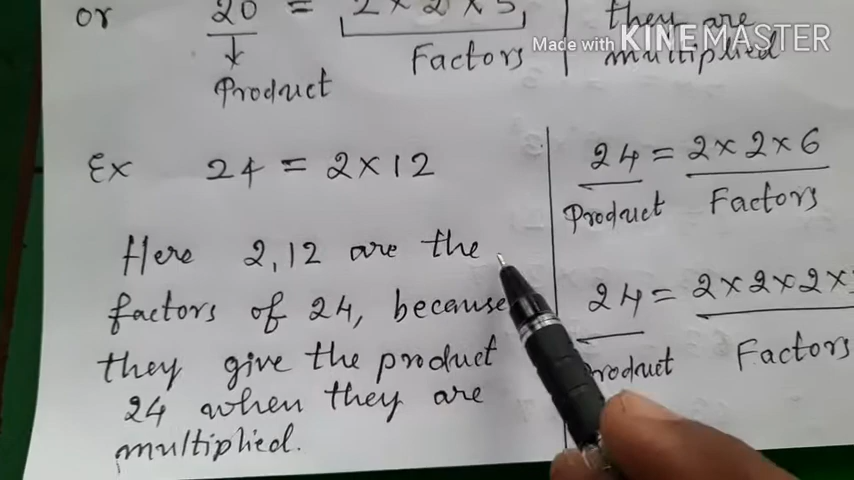 or 20 = 2 × 2 × 5
Product
Factors
they are
multiplied
Made with KINEMASTER
Ex 24 = 2 × 12
Here 2,12 are the
factors of 24, because
they give the product
24 when they are
multiplied.
24 = 2 × 2 × 6
Product Factors
24 = 2 × 2 × 2 ×
Product Factors